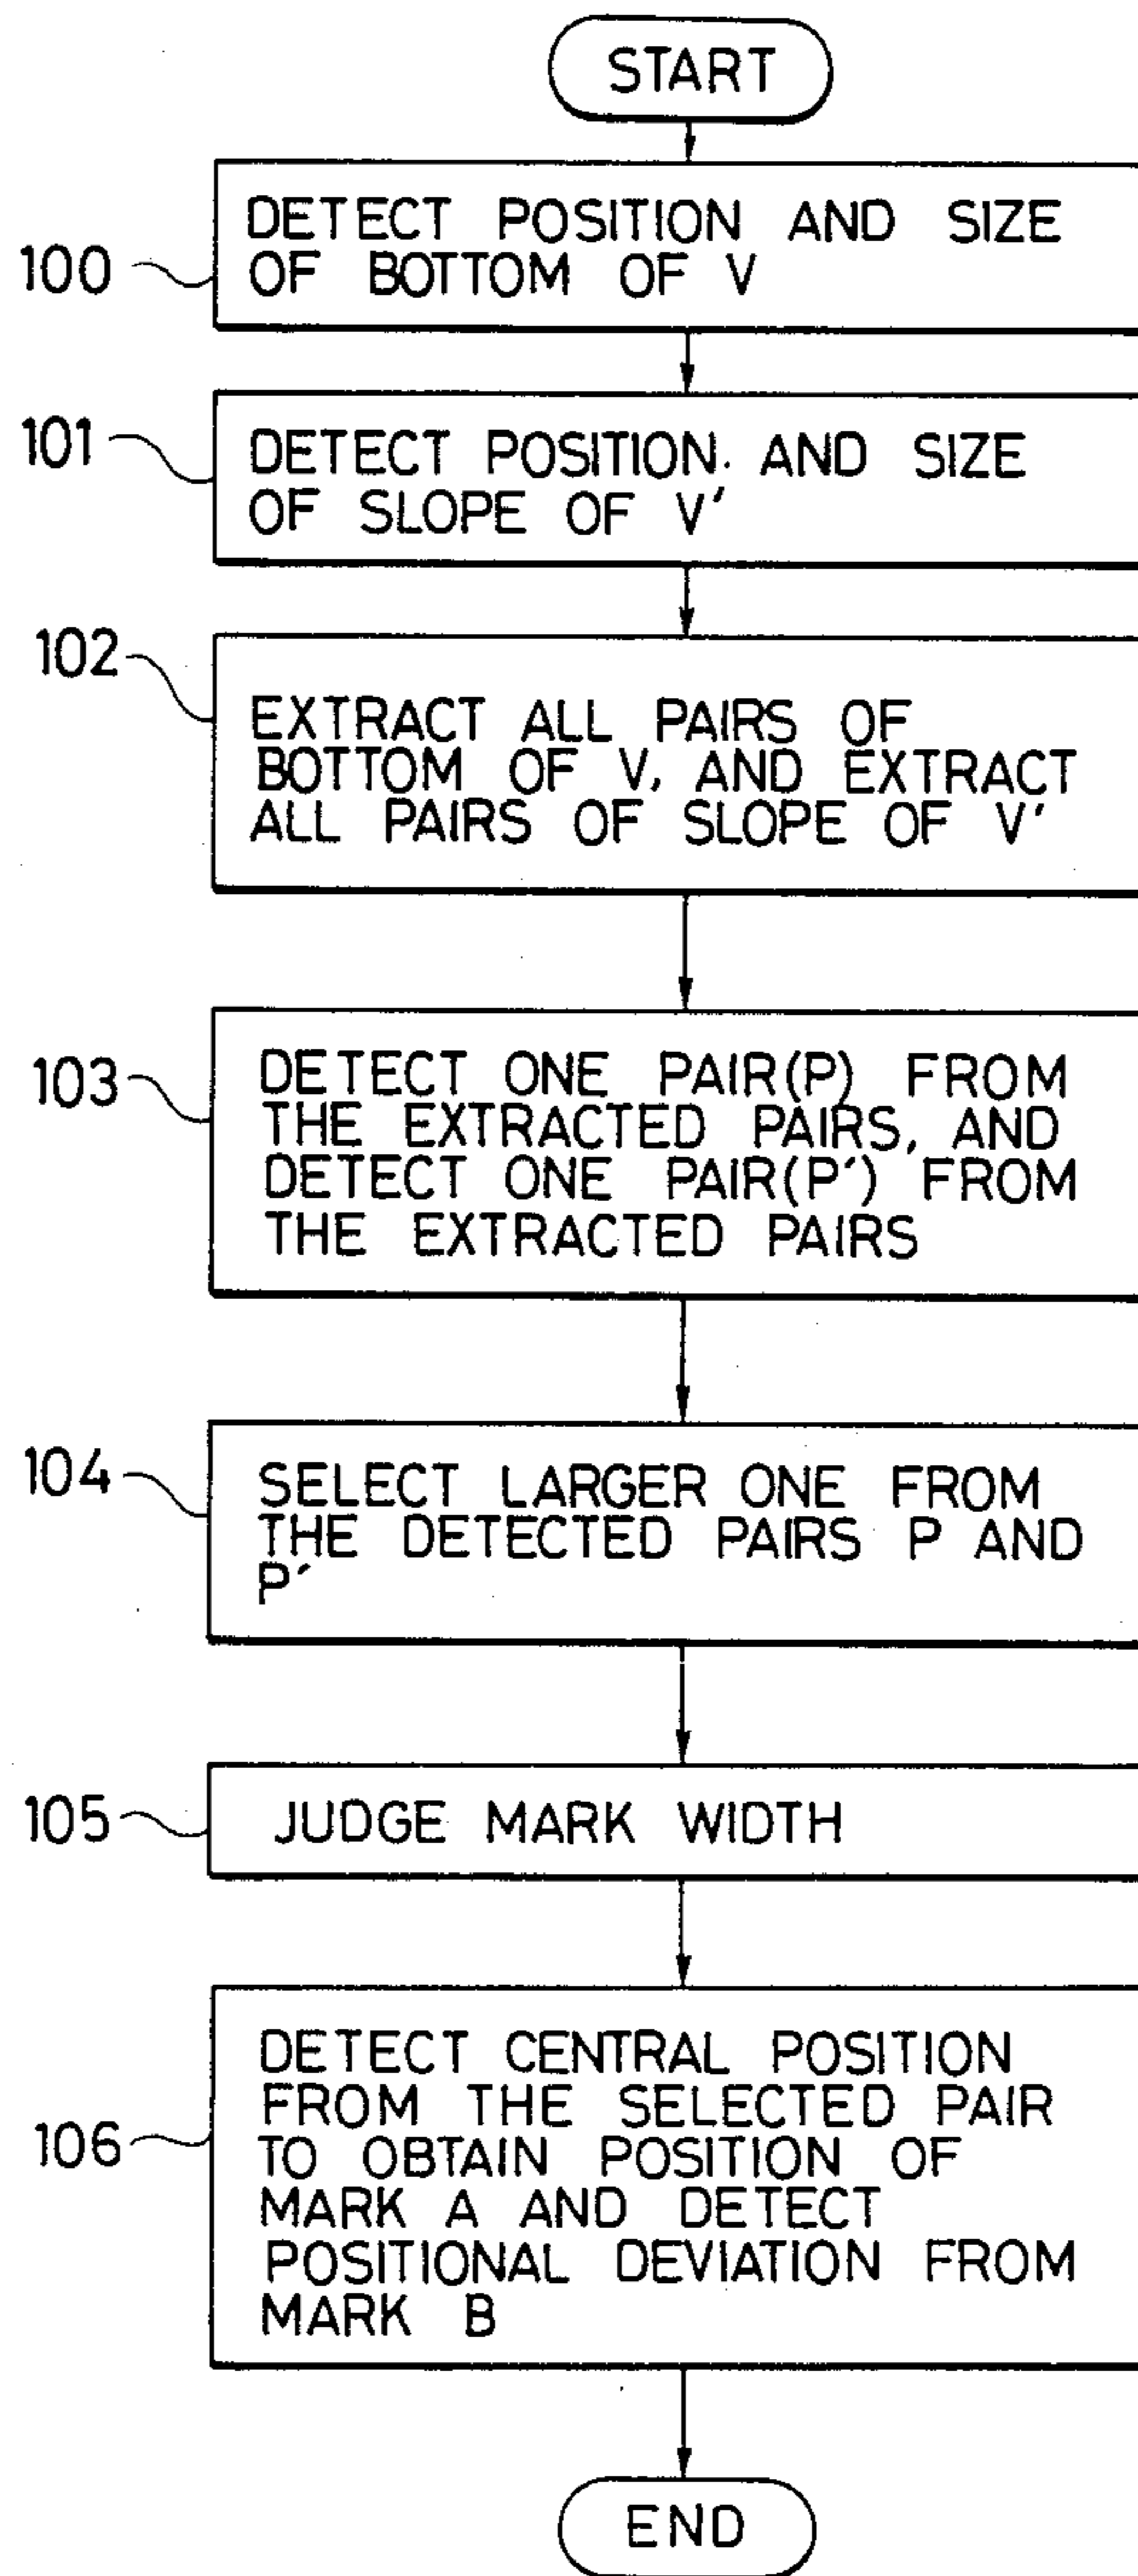 START
100
DETECT POSITION AND SIZE
OF BOTTOM OF V
101
DETECT POSITION AND SIZE
OF SLOPE OF V'
102
EXTRACT ALL PAIRS OF
BOTTOM OF V, AND EXTRACT
ALL PAIRS OF SLOPE OF V'
103
DETECT ONE PAIR(P) FROM
THE EXTRACTED PAIRS, AND
DETECT ONE PAIR(P') FROM
THE EXTRACTED PAIRS
104
SELECT LARGER ONE FROM
THE DETECTED PAIRS P AND
P'
105
JUDGE MARK WIDTH
106
DETECT CENTRAL POSITION
FROM THE SELECTED PAIR
TO OBTAIN POSITION OF
MARK A AND DETECT
POSITIONAL DEVIATION FROM
MARK B
END